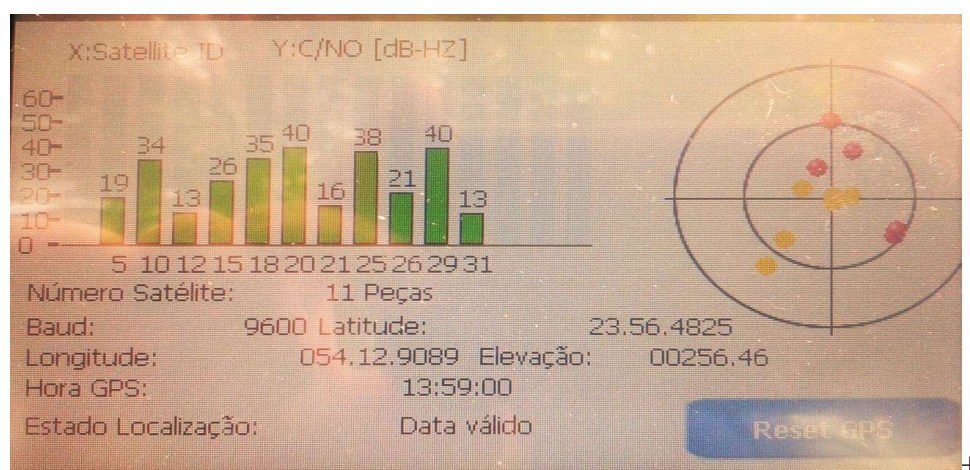 X:Satellite ID Y:C/NO [dB-HZ]
60
50
40
30
20
10
0
19 34 13 26 35 40 16 38 21 40 13
5 10 12 15 18 20 21 25 26 29 31
Número Satélite: 11 Peças
Baud: 9600 Latitude: 23.56.4825
Longitude: 054.12.9089 Elevação: 00256.46
Hora GPS: 13:59:00
Estado Localização: Data válido
Reset GPS